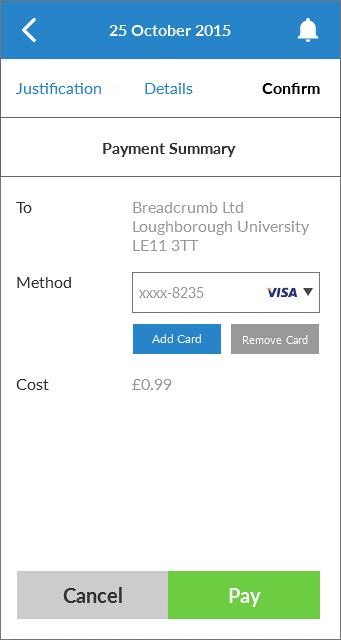 25 October 2015
Justification Details Confirm
Payment Summary
To Breadcrumb Ltd
Loughborough University
LE11 3TT
Method xxxx-8235 VISA
Add Card Remove Card
Cost £0.99
Cancel Pay